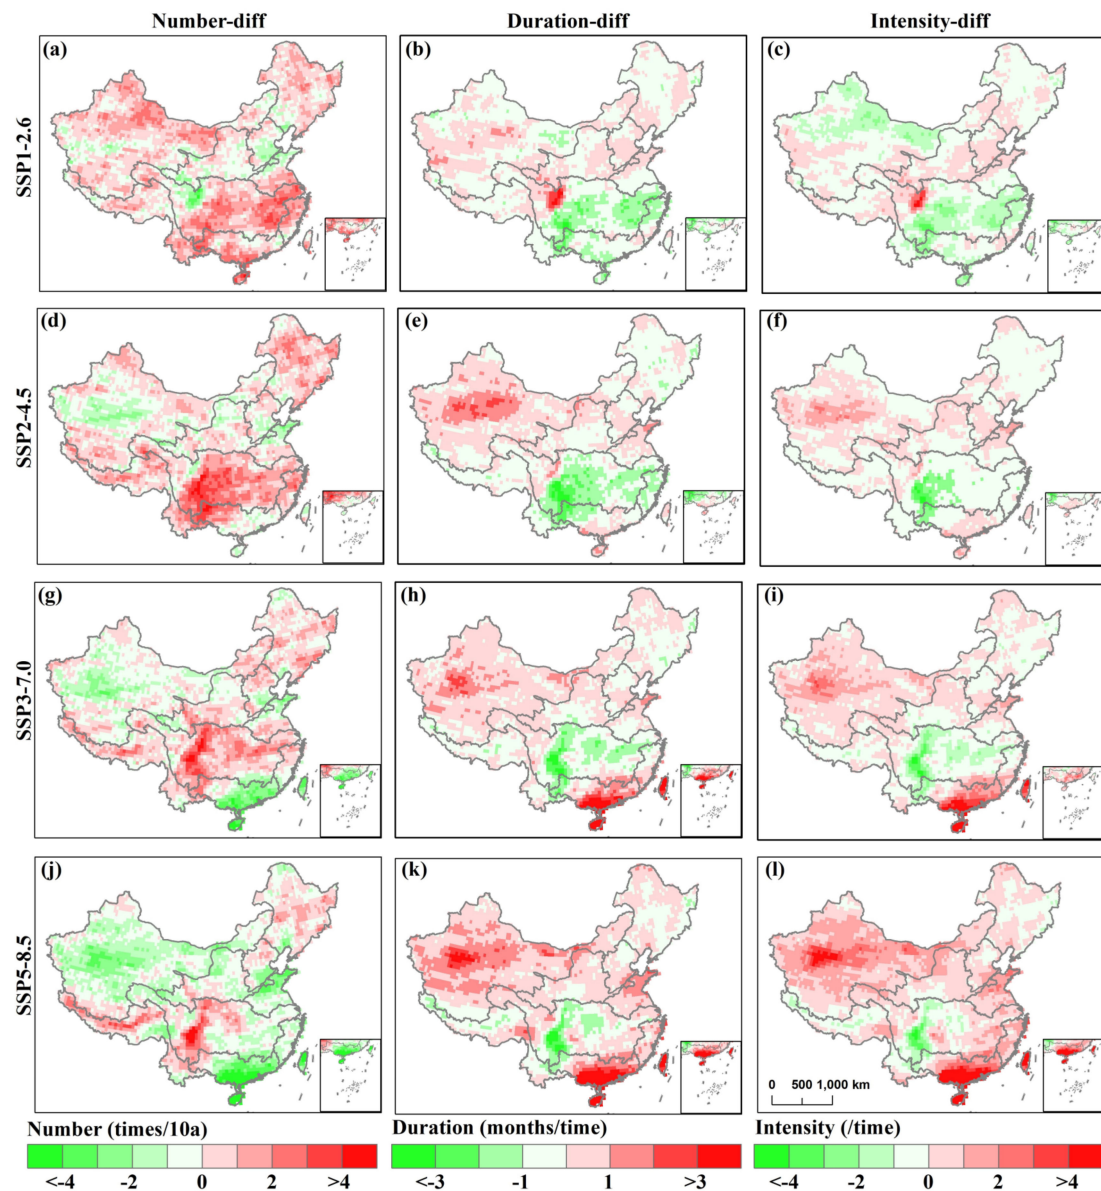 Number-diff Duration-diff Intensity-diff
SSP1-2.6
(a) (b) (c)
SSP2-4.5
(d) (e) (f)
SSP3-7.0
(g) (h) (i)
SSP5-8.5
(j) (k) (l)
0 500 1,000 km
Number (times/10a) Duration (months/time) Intensity (/time)
<-4 -2 0 2 >4 <-3 -1 1 >3 <-4 -2 0 2 >4